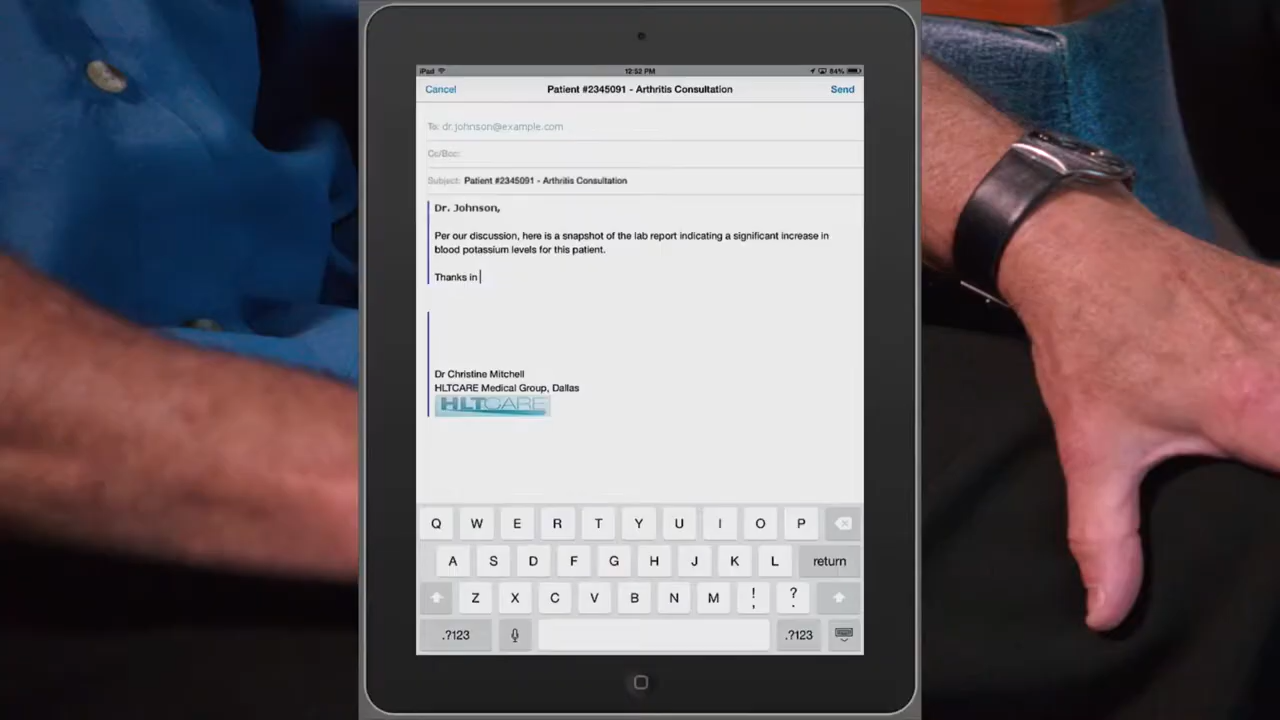 iPad 12:52 PM 84%
Cancel Patient #2345091 - Arthritis Consultation Send
To: dr.johnson@example.com
Cc/Bcc:
Subject: Patient #2345091 - Arthritis Consultation
Dr. Johnson,
Per our discussion, here is a snapshot of the lab report indicating a significant increase in
blood potassium levels for this patient.
Thanks in
Dr Christine Mitchell
HLTCARE Medical Group, Dallas
HLTCARE
Q W E R T Y U I O P
A S D F G H J K L return
Z X C V B N M ! , ? .
.?123 .?123